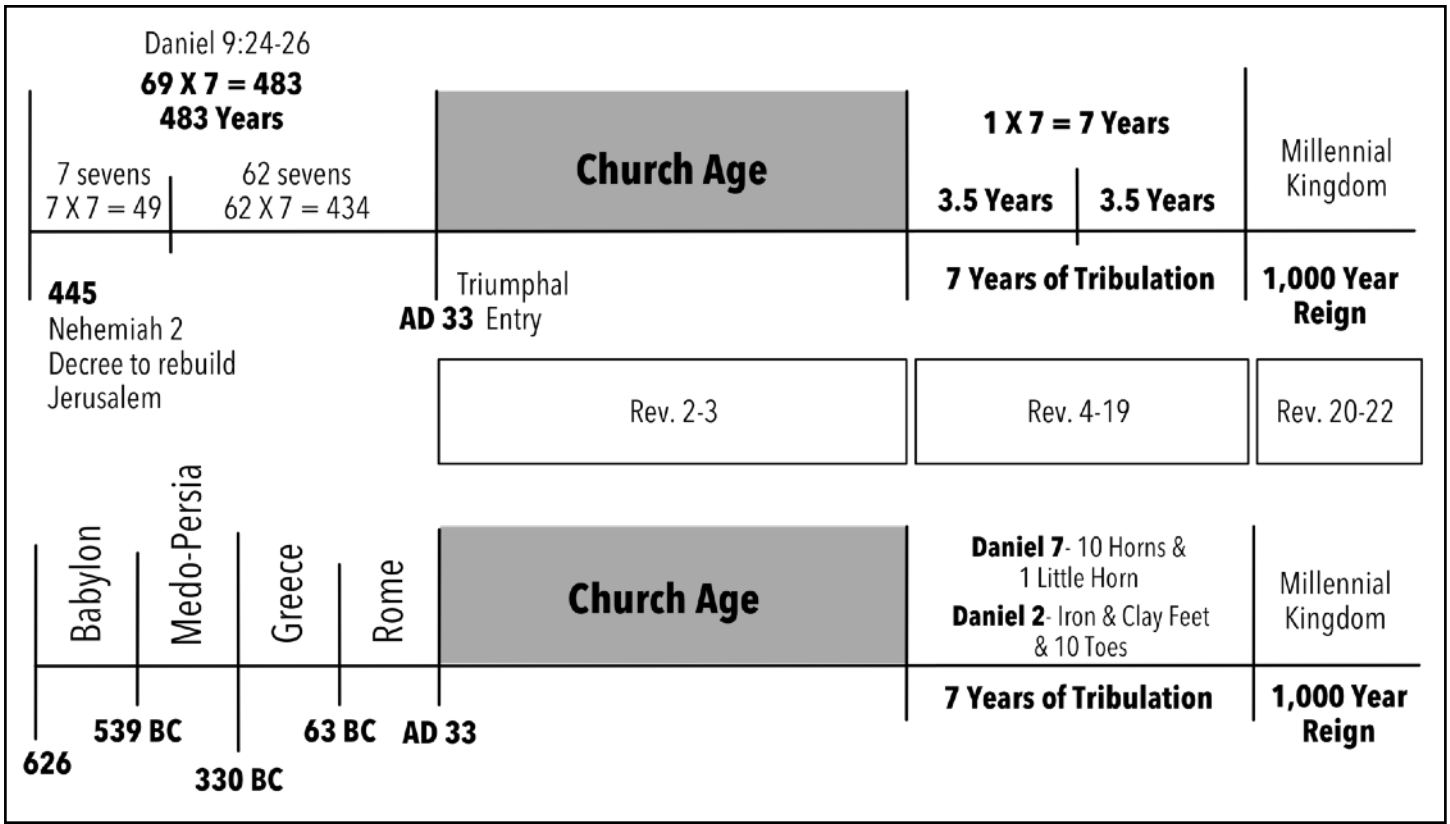 Daniel 9:24-26
69 X 7 = 483
483 Years
7 sevens
7 X 7 = 49
62 sevens
62 X 7 = 434
Church Age
1 X 7 = 7 Years
3.5 Years
3.5 Years
Millennial
Kingdom
445
Nehemiah 2
Decree to rebuild
Jerusalem
Triumphal
AD 33 Entry
7 Years of Tribulation
1,000 Year
Reign
Rev. 2-3
Rev. 4-19
Rev. 20-22
Babylon
Medo-Persia
Greece
Rome
Church Age
Daniel 7- 10 Horns &
1 Little Horn
Daniel 2- Iron & Clay Feet
& 10 Toes
Millennial
Kingdom
626
539 BC
330 BC
63 BC
AD 33
7 Years of Tribulation
1,000 Year
Reign